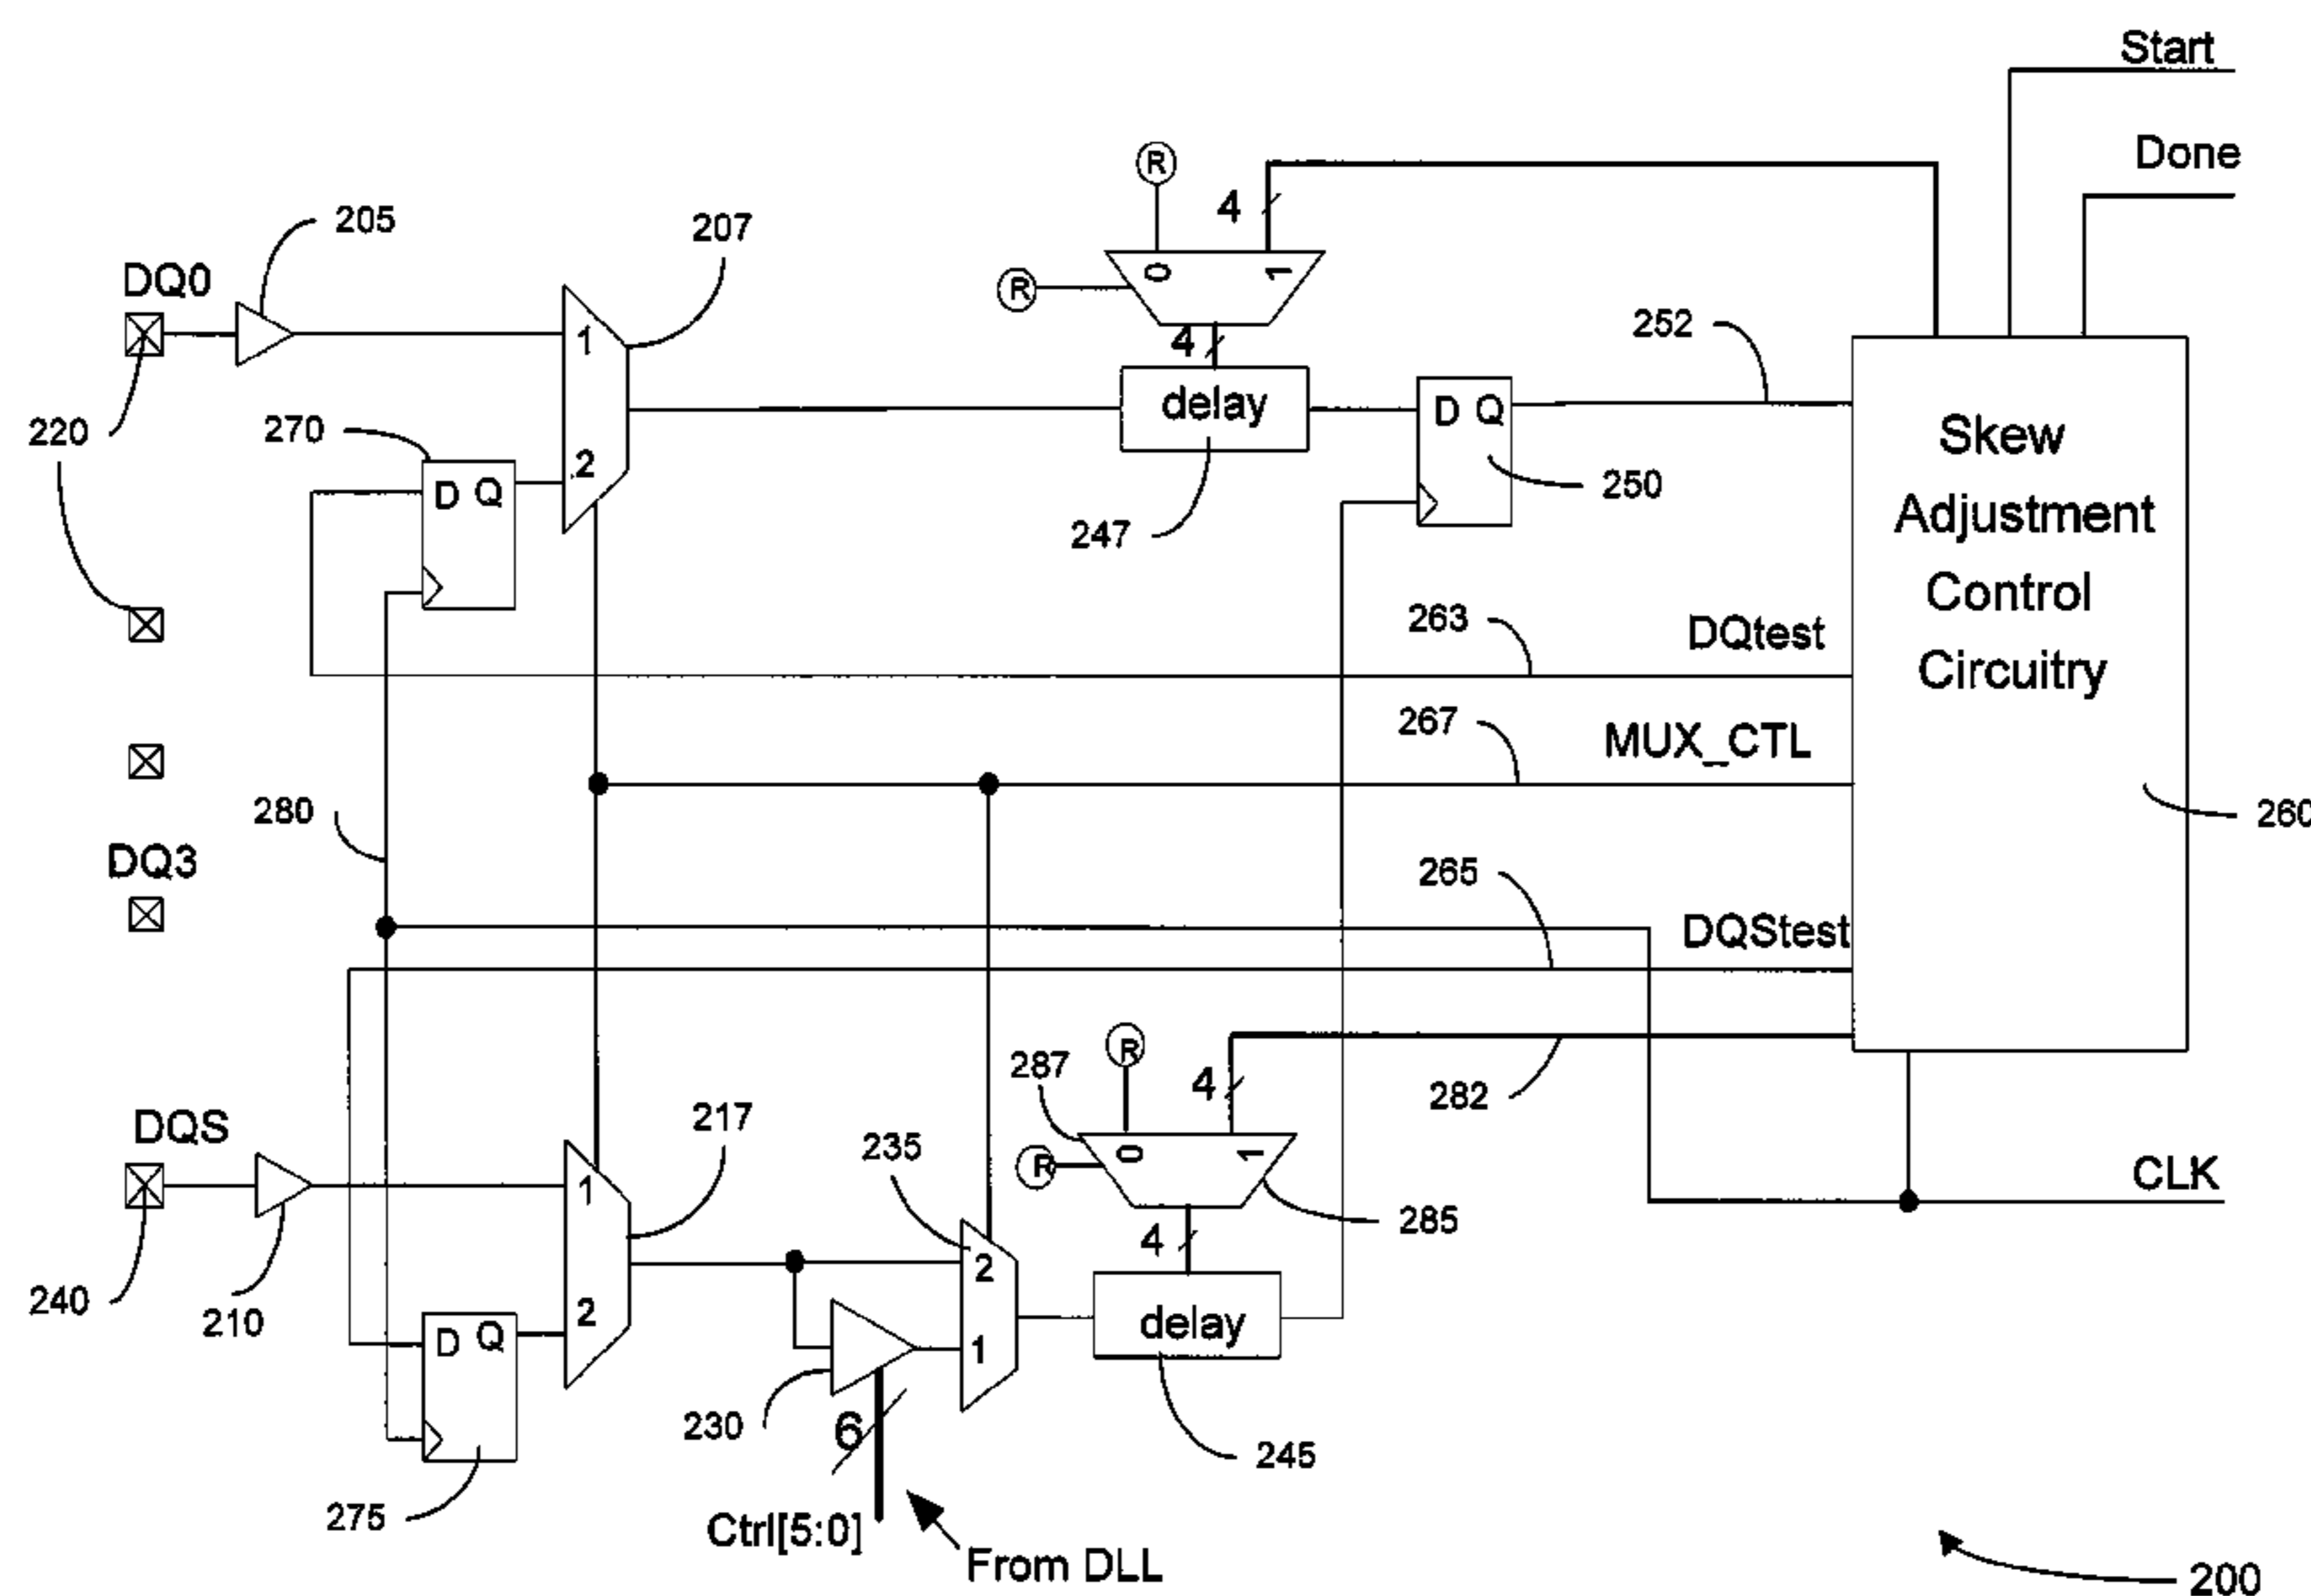 Start
Done
205
207
R
4
DQ0
R
0
1
1
4
252
220
270
delay
D Q
Skew
Adjustment
Control
Circuitry
2
D Q
250
247
263
DQtest
267
MUX_CTL
280
260
DQ3
265
DQStest
R
287
4
282
DQS
217
235
R
0
1
1
CLK
285
4
2
240
210
2
delay
D Q
1
230
6
245
275
Ctrl[5:0]
From DLL
200